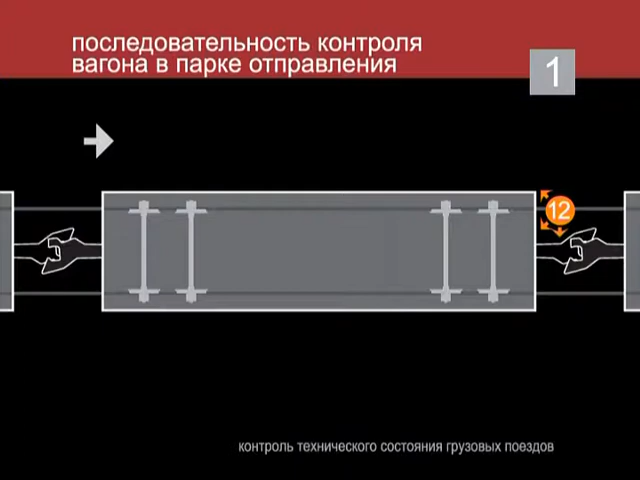 последовательность контроля
вагона в парке отправления
1
12
контроль технического состояния грузовых поездов